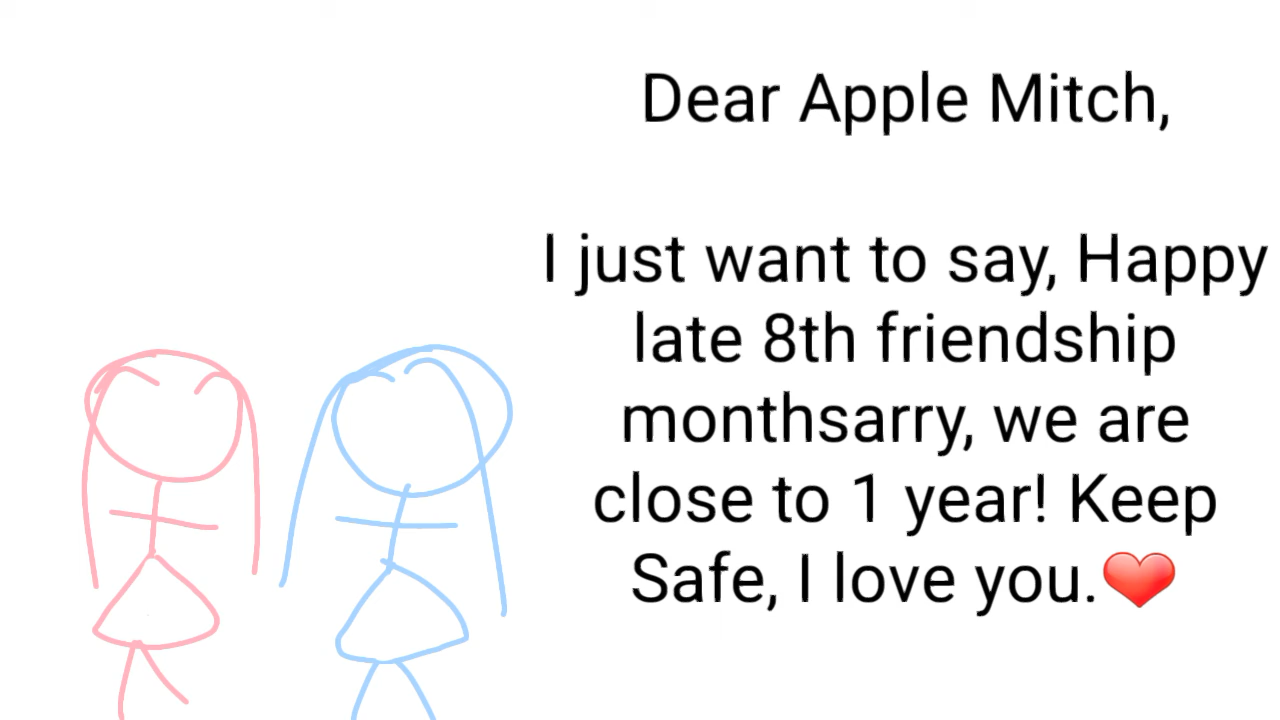 Dear Apple Mitch,
I just want to say, Happy
late 8th friendship
monthsarry, we are
close to 1 year! Keep
Safe, I love you.❤️